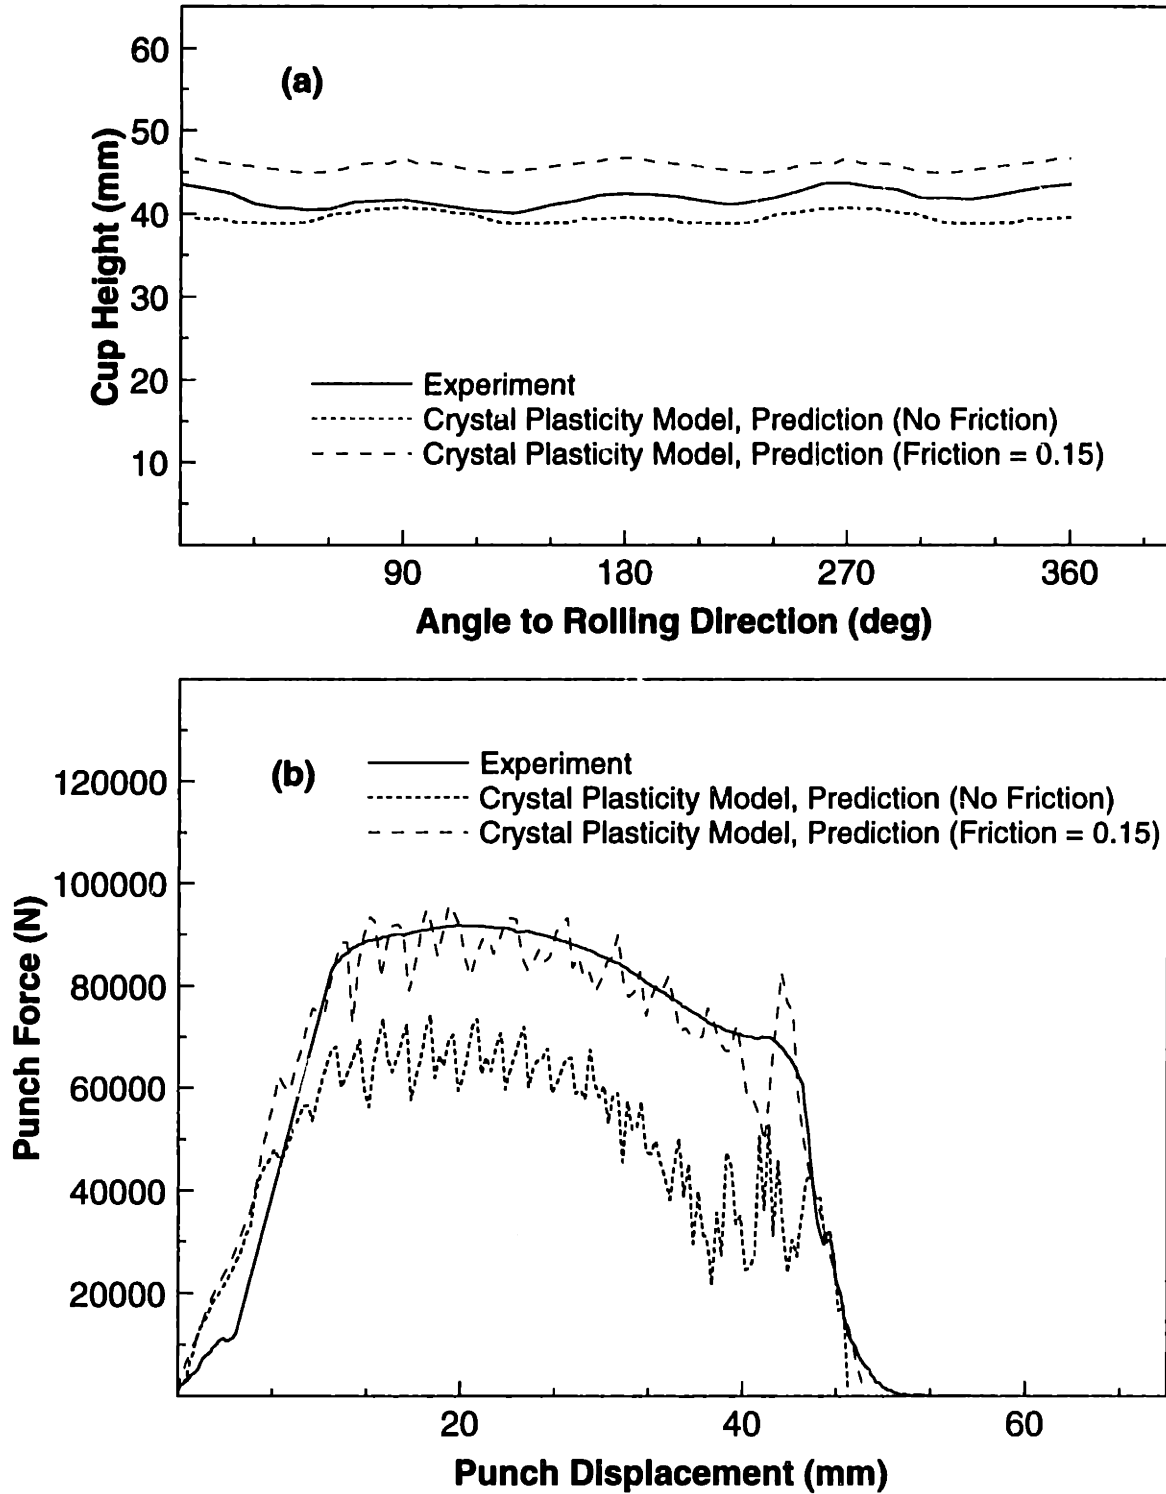 60
(a)
50
40
30
20
10
Cup Height (mm)
Experiment
Crystal Plasticity Model, Prediction (No Friction)
Crystal Plasticity Model, Prediction (Friction = 0.15)
90
180
270
360
Angle to Rolling Direction (deg)
(b)
Experiment
Crystal Plasticity Model, Prediction (No Friction)
Crystal Plasticity Model, Prediction (Friction = 0.15)
120000
100000
80000
60000
40000
20000
Punch Force (N)
20
40
60
Punch Displacement (mm)